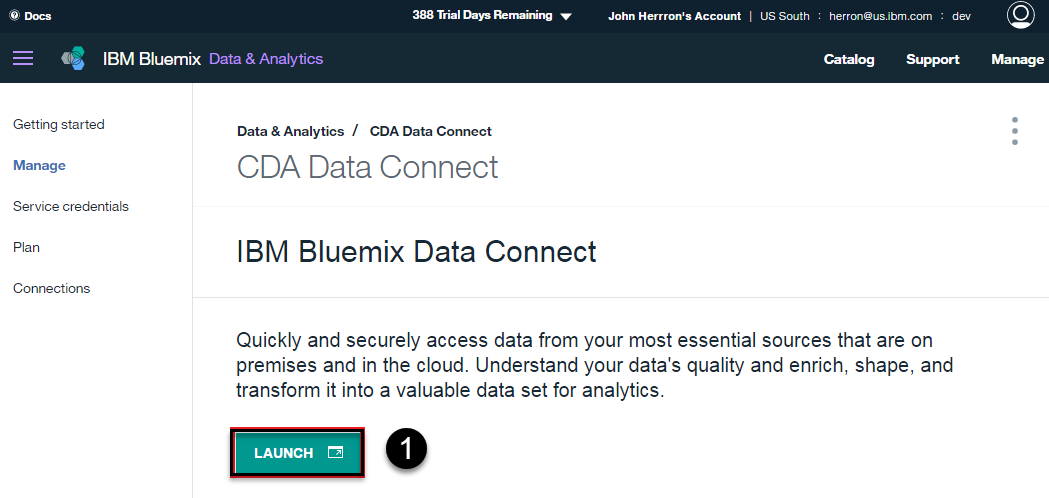 Docs
388 Trial Days Remaining
John Herrron's Account | US South : herron@us.ibm.com : dev
IBM Bluemix Data & Analytics
Catalog Support Manage
Getting started
Manage
Service credentials
Plan
Connections
Data & Analytics / CDA Data Connect
CDA Data Connect
IBM Bluemix Data Connect
Quickly and securely access data from your most essential sources that are on
premises and in the cloud. Understand your data's quality and enrich, shape, and
transform it into a valuable data set for analytics.
LAUNCH
1